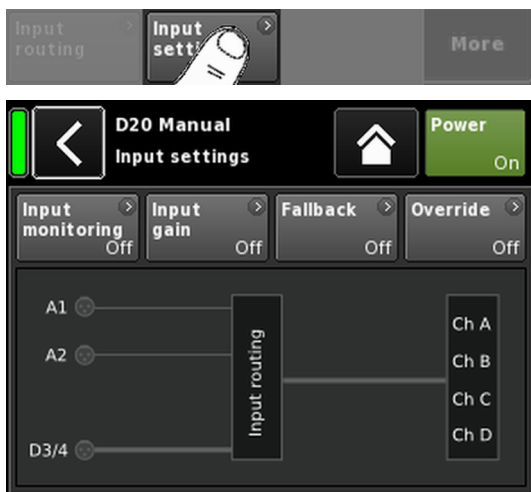 Input
routing
Input
setti
More
D20 Manual
Input settings
Power
On
Input
monitoring
Off
Input
gain
Off
Fallback
Off
Override
Off
A1
A2
D3/4
Input routing
Ch A
Ch B
Ch C
Ch D